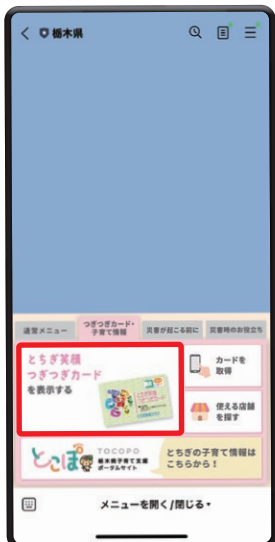 栃木県
通常メニュー
つぎつぎカード・
子育て情報
災害が起こる前に
災害時のお役立ち
とちぎ笑顔
つぎつぎカード
を表示する
カードを
取得
使える店舗
を探す
とこぽ
TOCOPO
栃木県子育て支援
ポータルサイト
とちぎの子育て情報は
こちらから！
メニューを開く/閉じる▾